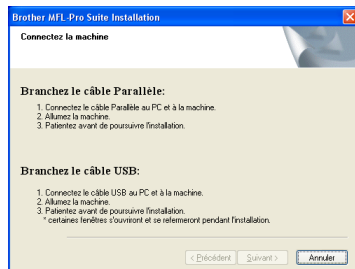 Brother MFL-Pro Suite Installation
Connectez la machine
Branchez le câble Parallèle:
1. Connectez le câble Parallèle au PC et à la machine.
2. Allumez la machine.
3. Patientez avant de poursuivre l'installation.
Branchez le câble USB:
1. Connectez le câble USB au PC et à la machine.
2. Allumez la machine.
3. Patientez avant de poursuivre l'installation.
* certaines fenêtres s'ouvriront et se refermeront pendant l'installation.
< Précédent Suivant > Annuler